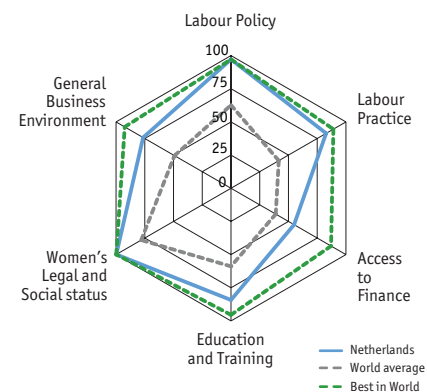 Labour Policy
100
75
50
25
0
General
Business
Environment
Labour
Practice
Women's
Legal and
Social status
Access
to
Finance
Education
and Training
Netherlands
World average
Best in World